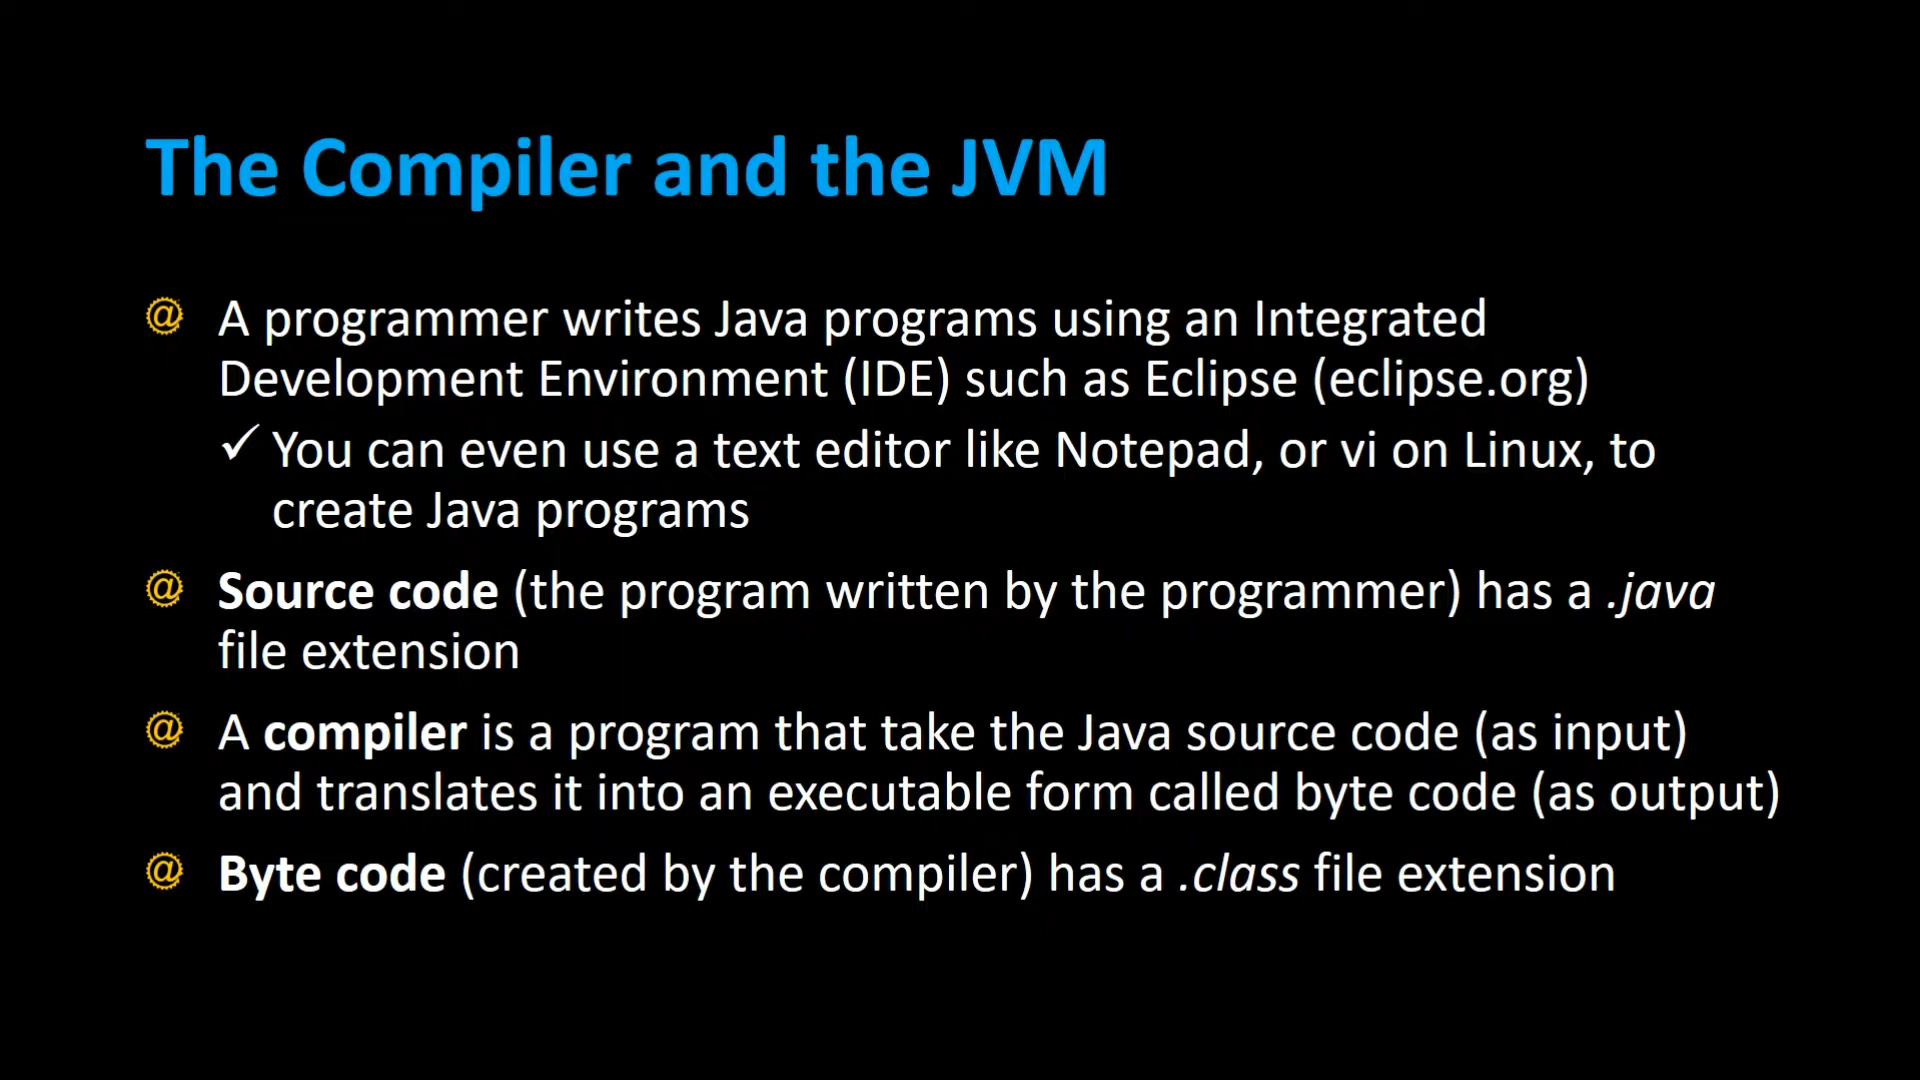 The Compiler and the JVM
@ A programmer writes Java programs using an Integrated
Development Environment (IDE) such as Eclipse (eclipse.org)
✓ You can even use a text editor like Notepad, or vi on Linux, to
create Java programs
@ Source code (the program written by the programmer) has a .java
file extension
@ A compiler is a program that take the Java source code (as input)
and translates it into an executable form called byte code (as output)
@ Byte code (created by the compiler) has a .class file extension